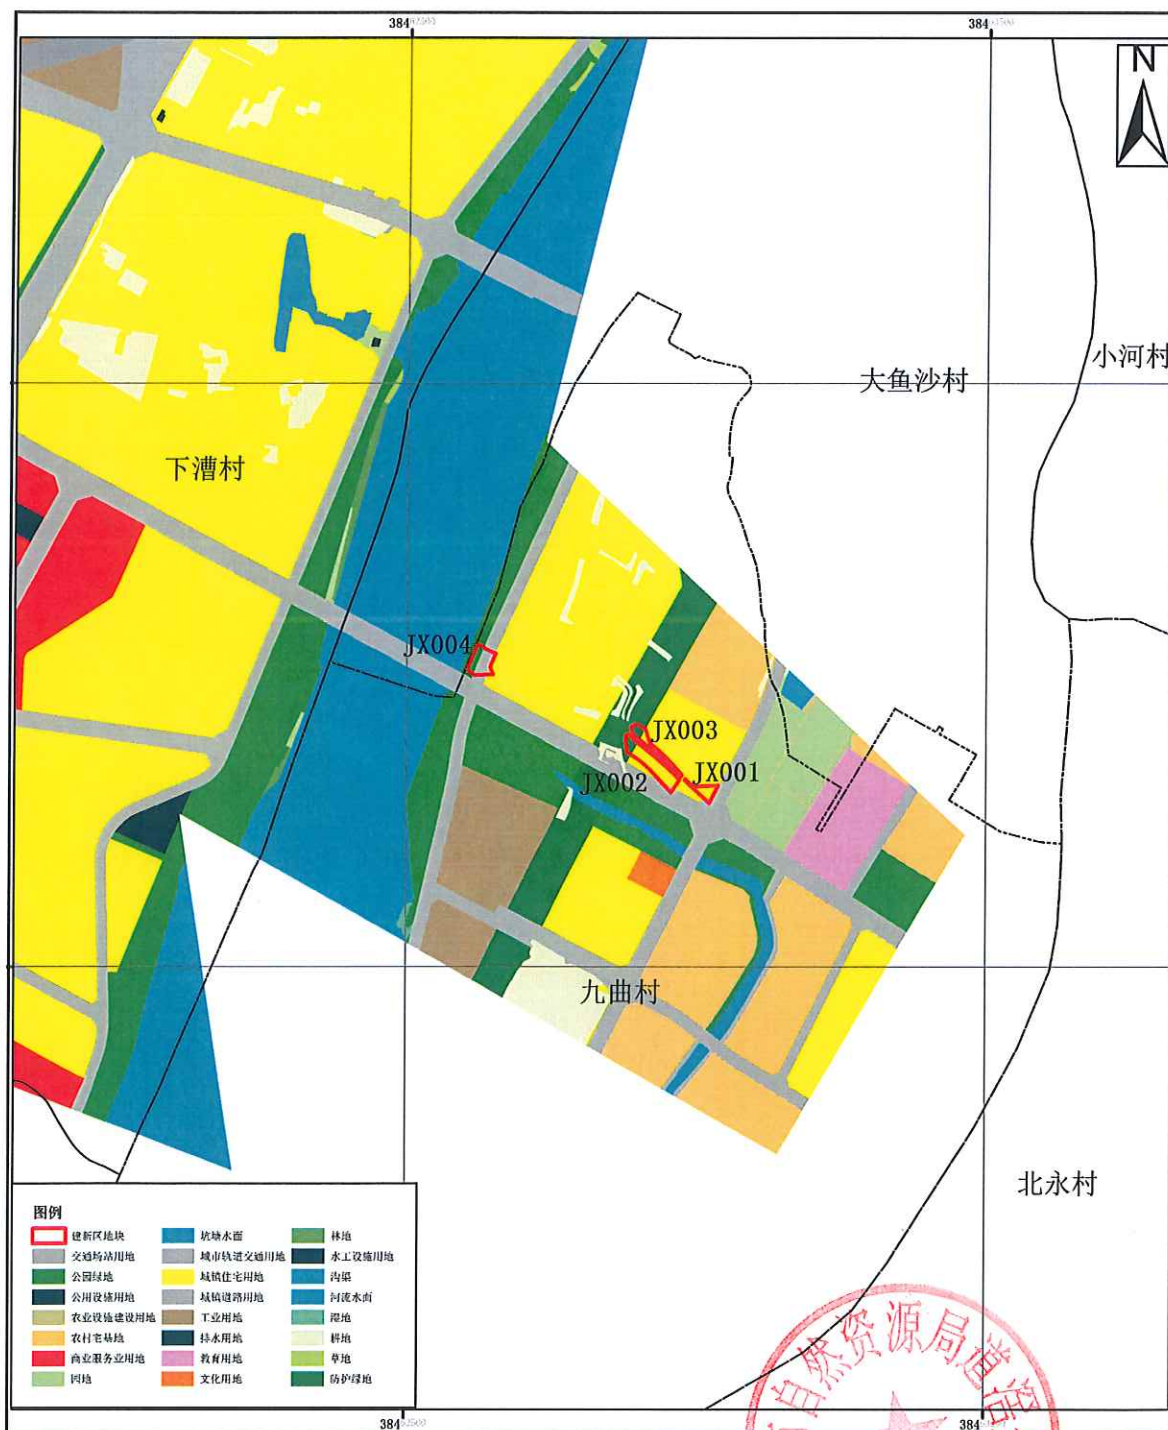 N
小河村
大鱼沙村
下漕村
JX004
JX003
JX002
JX001
九曲村
北永村
图例
建新区地块
坑塘水面
林地
交通场站用地
城市轨道交通用地
水工设施用地
公园绿地
城镇住宅用地
沟渠
公用设施用地
城镇道路用地
河流水面
农业设施建设用地
工业用地
湿地
农村宅基地
排水用地
耕地
商业服务业用地
教育用地
草地
园地
文化用地
防护绿地
自然资源局道滘